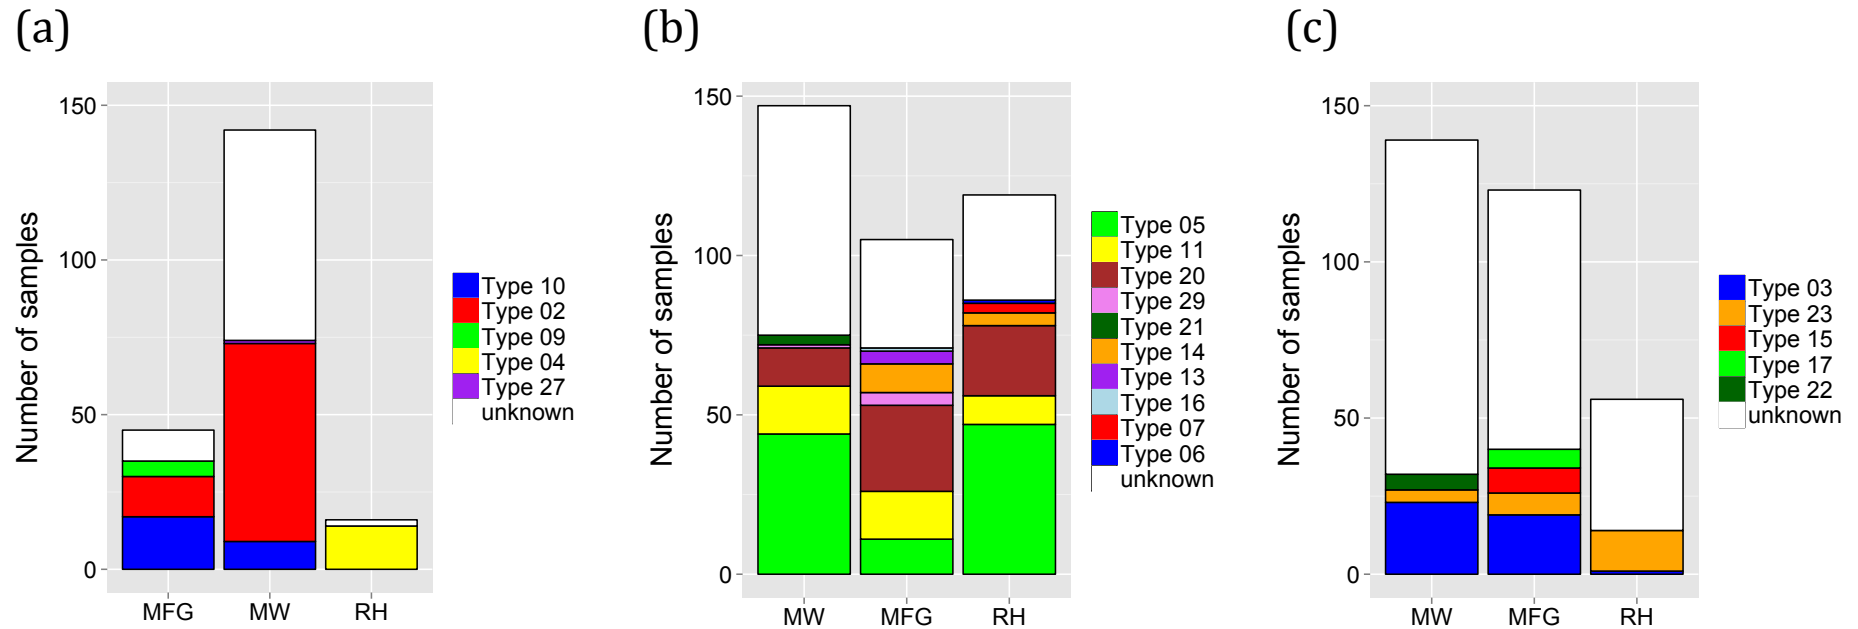 (a)
Number of samples
150
100
50
0
MFG
MW
RH
Type 10
Type 02
Type 09
Type 04
Type 27
unknown
(b)
Number of samples
150
100
50
0
MW
MFG
RH
Type 05
Type 11
Type 20
Type 29
Type 21
Type 14
Type 13
Type 16
Type 07
Type 06
unknown
(c)
Number of samples
150
100
50
0
MW
MFG
RH
Type 03
Type 23
Type 15
Type 17
Type 22
unknown